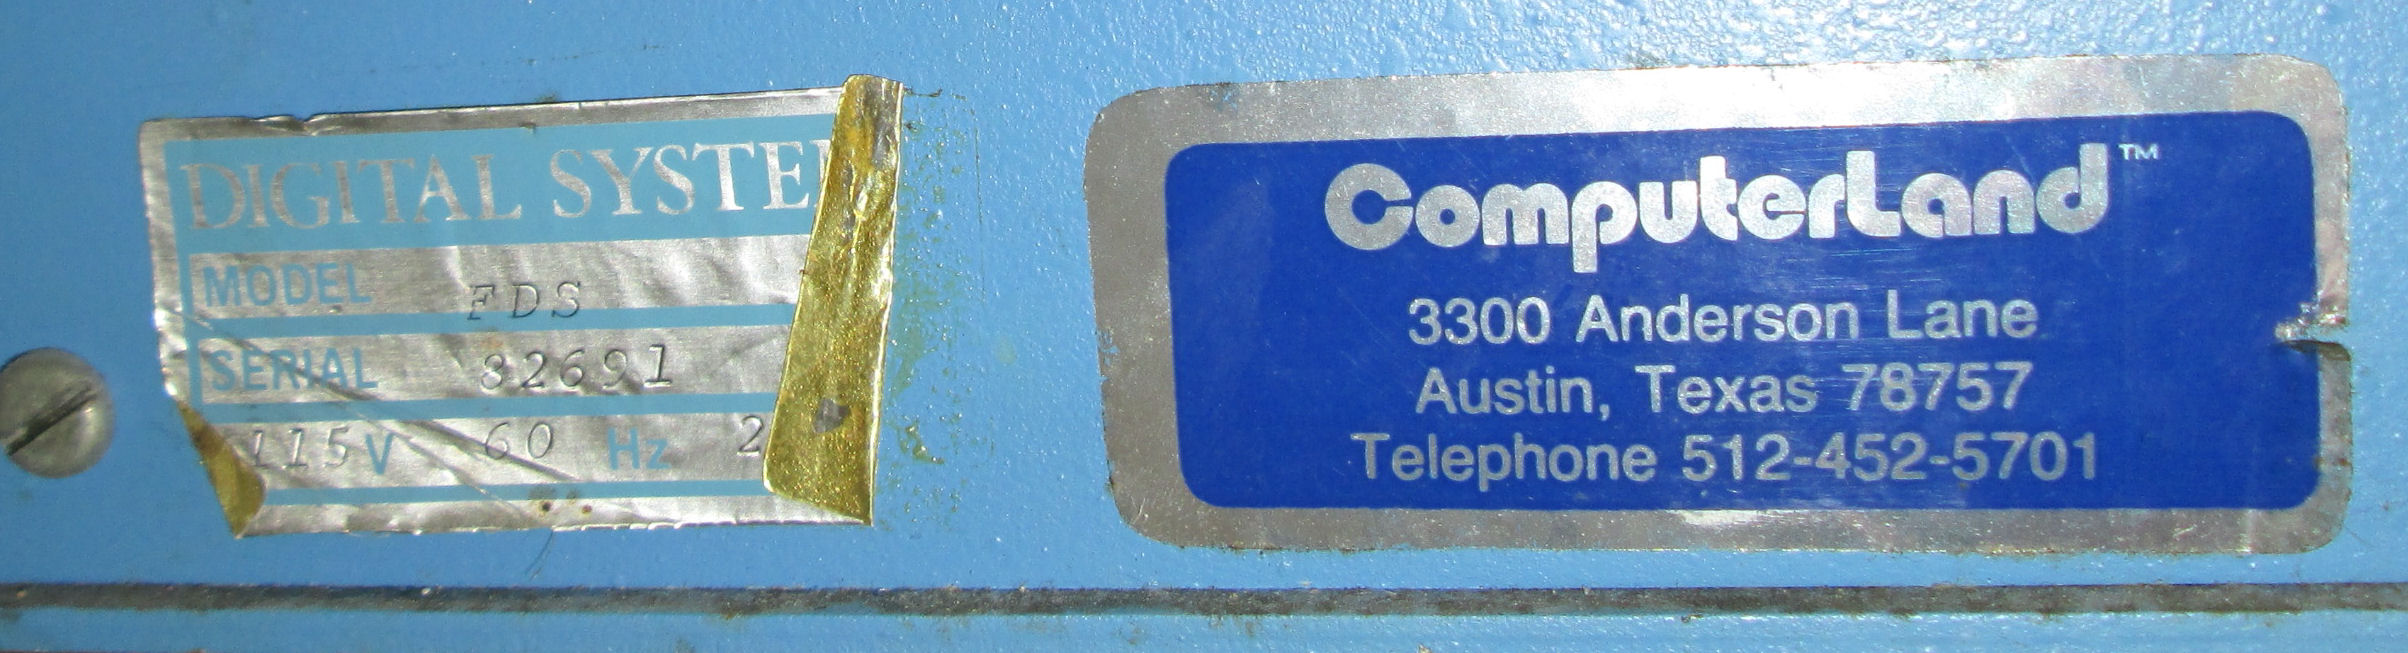 DIGITAL SYSTE
MODEL FDS
SERIAL 82691
115V 60 Hz 2
ComputerLand™
3300 Anderson Lane
Austin, Texas 78757
Telephone 512-452-5701